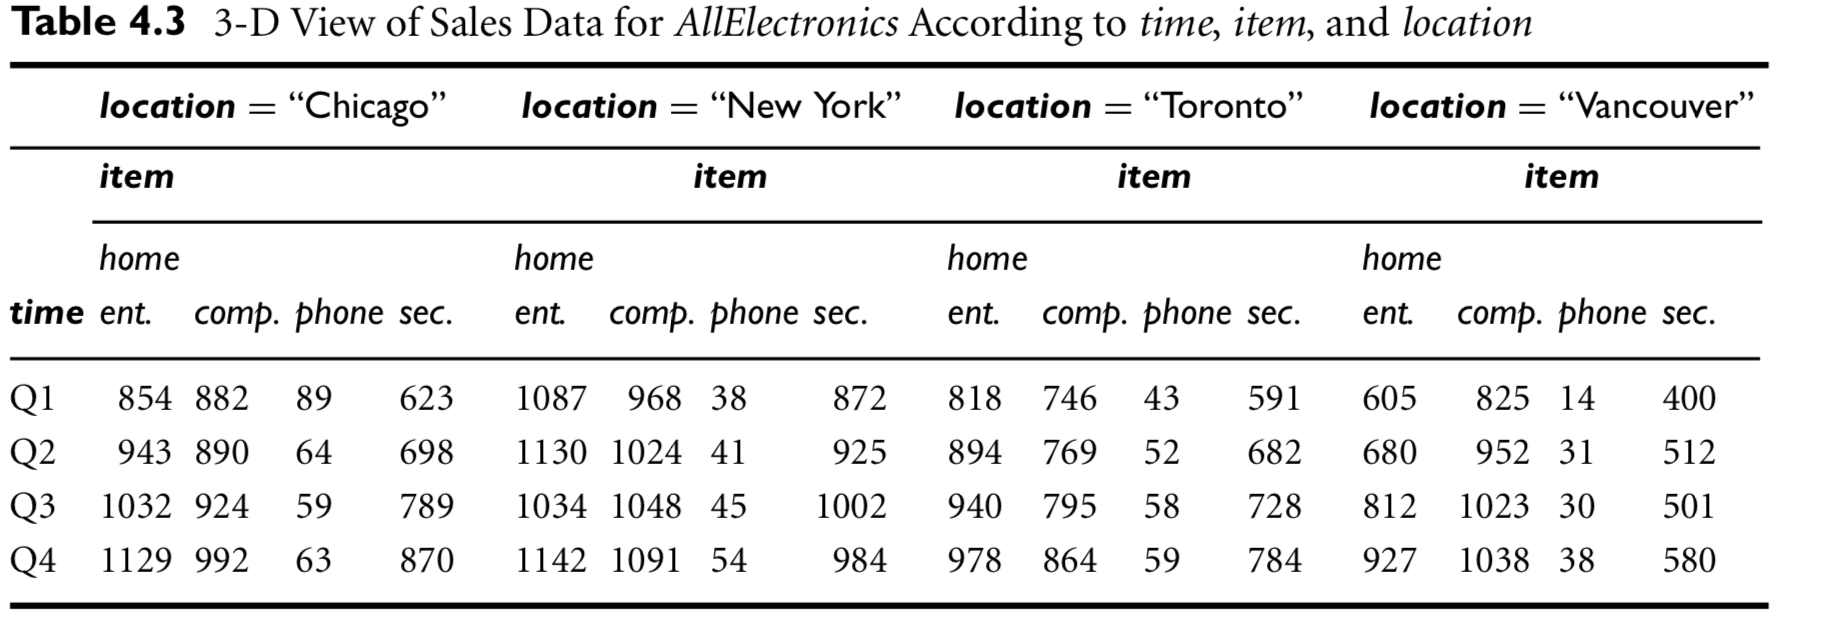 Table 4.3 3-D View of Sales Data for AllElectronics According to time, item, and location
location = “Chicago” location = “New York” location = “Toronto” location = “Vancouver”
item item item item
home home home home
time ent. comp. phone sec. ent. comp. phone sec. ent. comp. phone sec. ent. comp. phone sec.
Q1 854 882 89 623 1087 968 38 872 818 746 43 591 605 825 14 400
Q2 943 890 64 698 1130 1024 41 925 894 769 52 682 680 952 31 512
Q3 1032 924 59 789 1034 1048 45 1002 940 795 58 728 812 1023 30 501
Q4 1129 992 63 870 1142 1091 54 984 978 864 59 784 927 1038 38 580